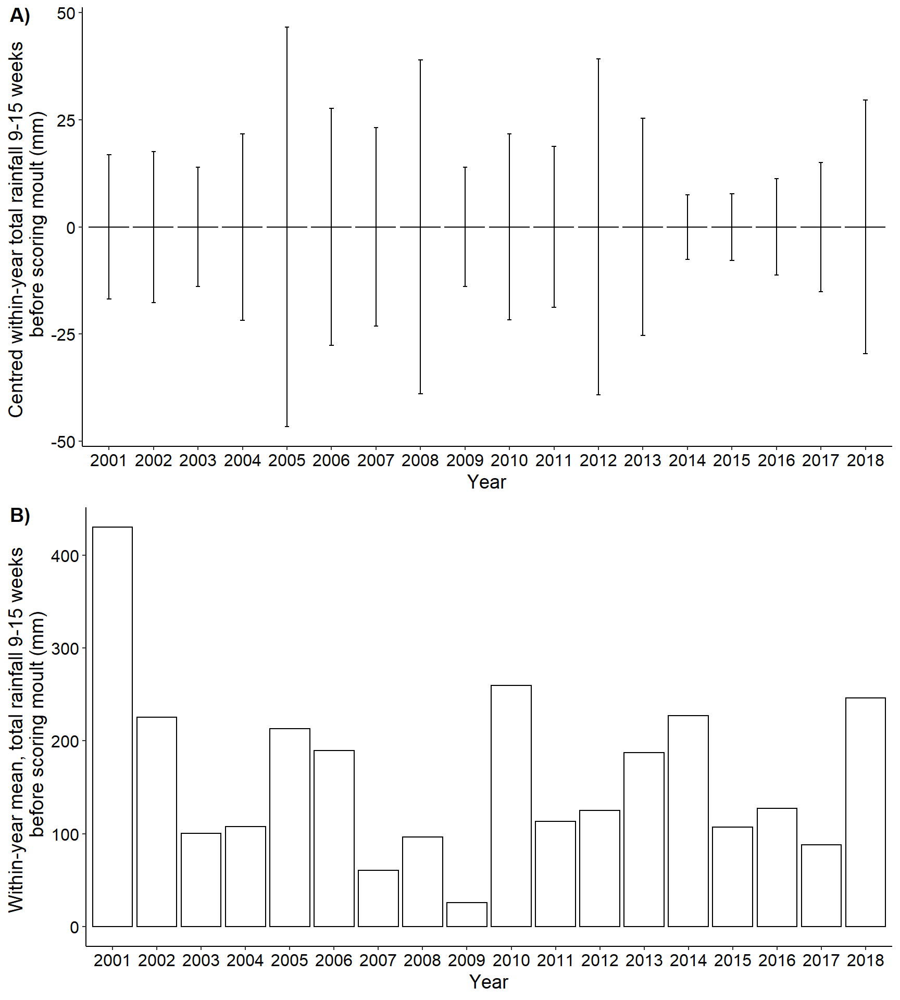 A)
Centred within-year total rainfall 9-15 weeks
before scoring moult (mm)
50
25
0
-25
-50
2001 2002 2003 2004 2005 2006 2007 2008 2009 2010 2011 2012 2013 2014 2015 2016 2017 2018
Year
B)
Within-year mean, total rainfall 9-15 weeks
before scoring moult (mm)
400
300
200
100
0
2001 2002 2003 2004 2005 2006 2007 2008 2009 2010 2011 2012 2013 2014 2015 2016 2017 2018
Year